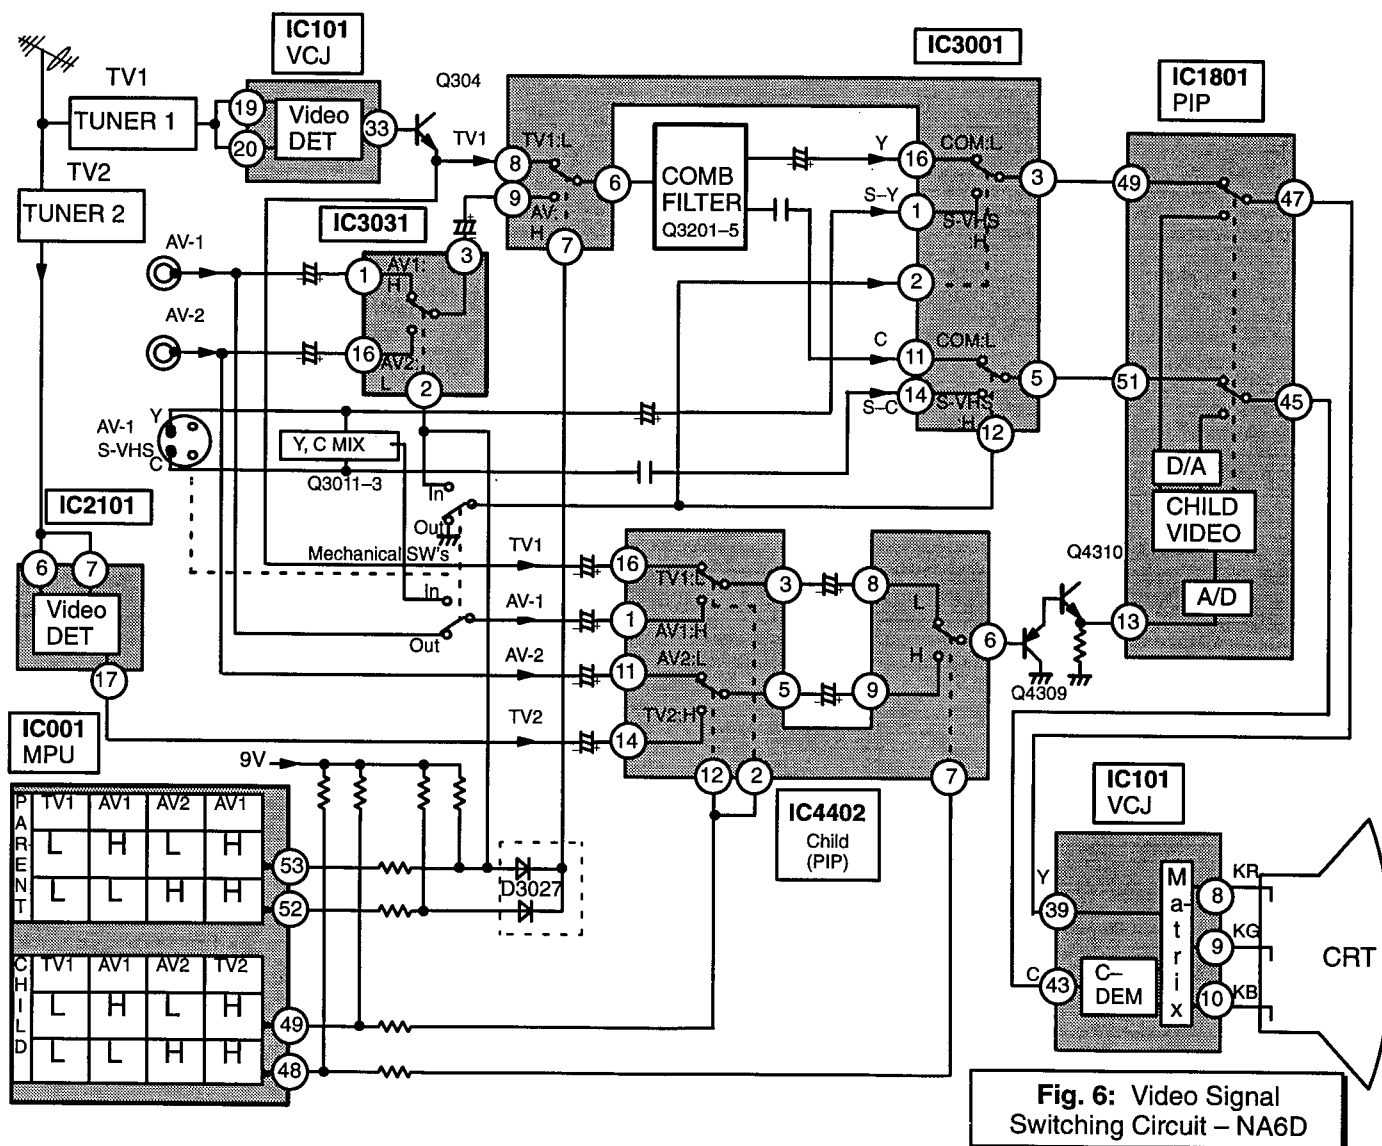 IC101
VCJ
IC3001
IC1801
PIP
TV1
Q304
TUNER 1
19
20
Video
DET
33
TV1
TV1:L
8
9
AV:
H
6
7
COMB
FILTER
Q3201–5
Y
16
COM:L
3
S–Y
1
S-VHS
H
2
C
11
COM:L
5
14
S–C
S-VHS
H
12
49
47
51
45
D/A
CHILD
VIDEO
A/D
13
TV2
TUNER 2
IC3031
AV-1
1
AV1:
H
3
AV-2
16
AV2:
L
2
Y
AV-1
S-VHS
C
Y, C MIX
Q3011–3
In
Out
Mechanical SW's
In
Out
IC2101
6
7
Video
DET
17
TV1
16
TV1:L
3
8
L
AV-1
1
AV1:H
6
AV-2
11
AV2:L
5
9
H
TV2
14
TV2:H
12
2
7
Q4310
Q4309
IC4402
Child
(PIP)
IC001
MPU
9V
PARENT
TV1 AV1 AV2 AV1
L H L H
53
L L H H
52
D3027
CHILD
TV1 AV1 AV2 TV2
L H L H
49
L L H H
48
IC101
VCJ
Y
39
C
43
C–
DEM
Ma-trix
8
KR
9
KG
10
KB
CRT
Fig. 6: Video Signal
Switching Circuit – NA6D